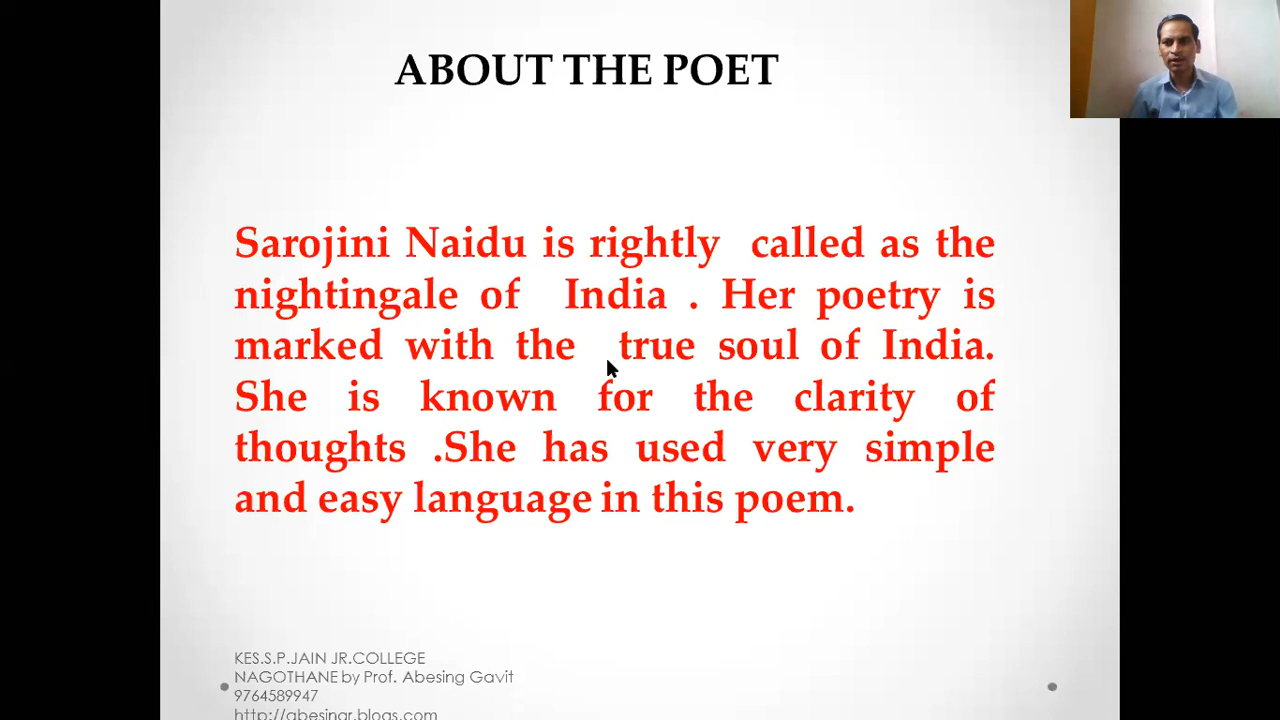 ABOUT THE POET
Sarojini Naidu is rightly called as the
nightingale of India . Her poetry is
marked with the true soul of India.
She is known for the clarity of
thoughts .She has used very simple
and easy language in this poem.
KES.S.P.JAIN JR.COLLEGE
NAGOTHANE by Prof. Abesing Gavit
9764589947
http://abesingr.blogs.com